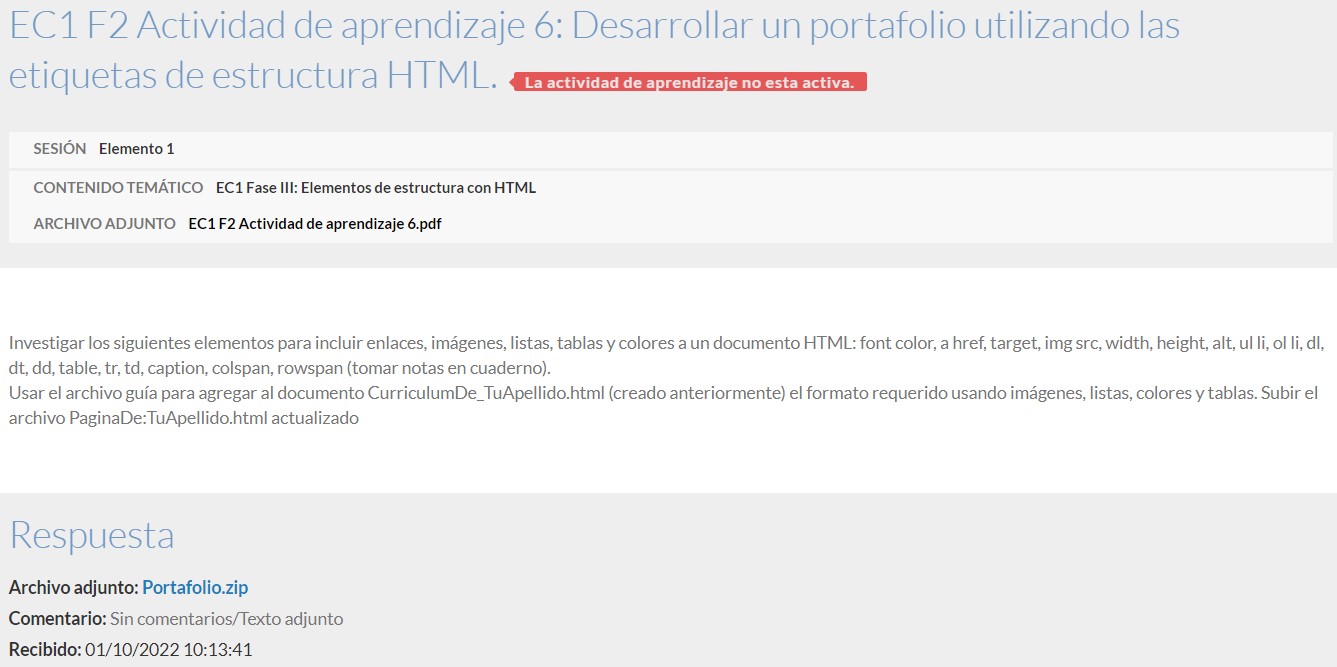 EC1 F2 Actividad de aprendizaje 6: Desarrollar un portafolio utilizando las
etiquetas de estructura HTML. La actividad de aprendizaje no esta activa.
SESIÓN Elemento 1
CONTENIDO TEMÁTICO EC1 Fase III: Elementos de estructura con HTML
ARCHIVO ADJUNTO EC1 F2 Actividad de aprendizaje 6.pdf
Investigar los siguientes elementos para incluir enlaces, imágenes, listas, tablas y colores a un documento HTML: font color, a href, target, img src, width, height, alt, ul li, ol li, dl,
dt, dd, table, tr, td, caption, colspan, rowspan (tomar notas en cuaderno).
Usar el archivo guía para agregar al documento CurriculumDe_TuApellido.html (creado anteriormente) el formato requerido usando imágenes, listas, colores y tablas. Subir el
archivo PaginaDe:TuApellido.html actualizado
Respuesta
Archivo adjunto: Portafolio.zip
Comentario: Sin comentarios/Texto adjunto
Recibido: 01/10/2022 10:13:41